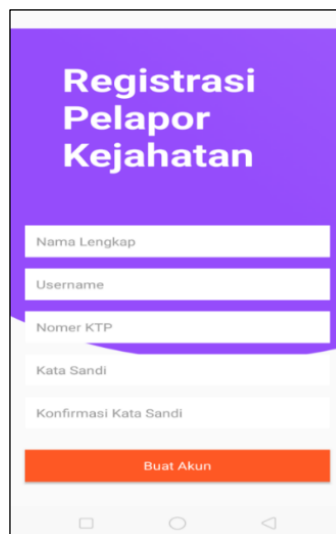 Registrasi
Pelapor
Kejahatan
Nama Lengkap
Username
Nomer KTP
Kata Sandi
Konfirmasi Kata Sandi
Buat Akun